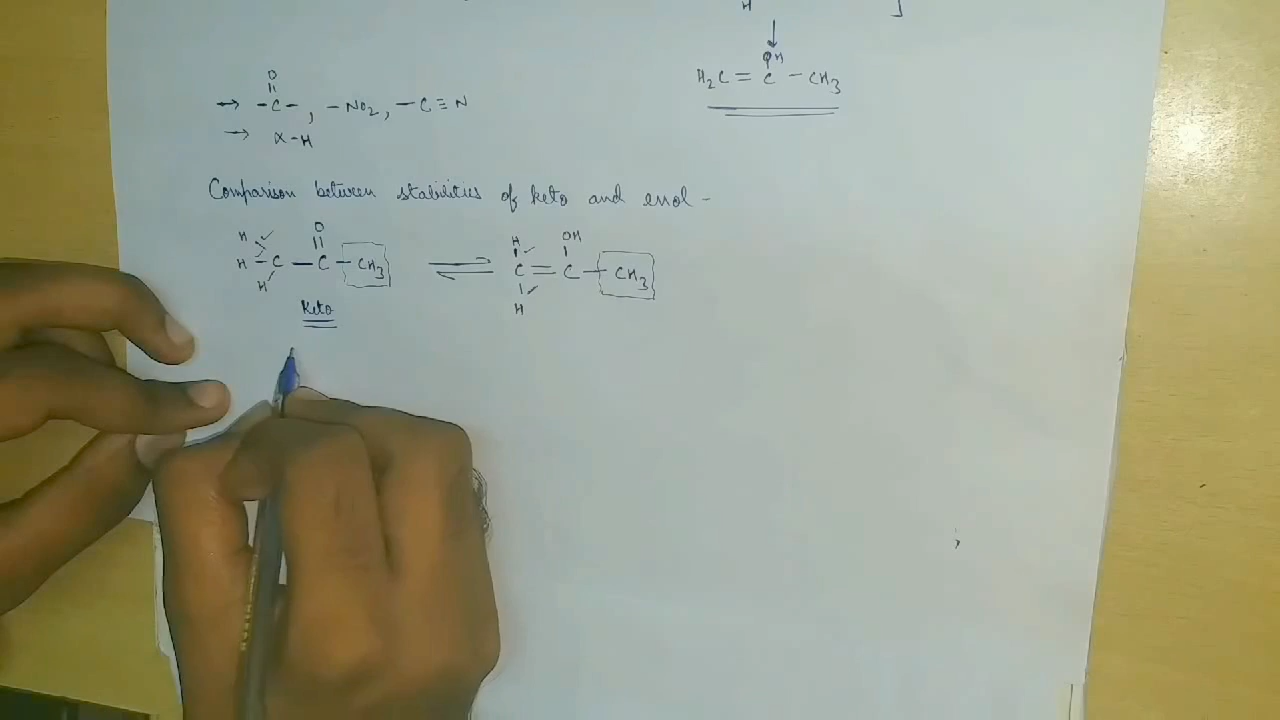 H
]
↓
OH
H₂C = C – CH₃
O
||
→ –C– , –NO₂, –C≡N
→ α–H
Comparison between stabilities of keto and enol –
H O H OH
H – C – C – CH₃ ⇌ C = C – CH₃
H H
Keto